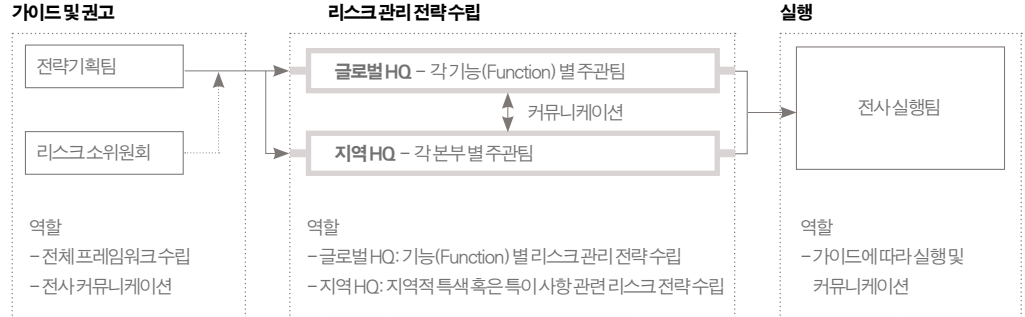 가이드 및 권고
리스크 관리 전략 수립
실행
전략기획팀
글로벌 HQ – 각 기능(Function) 별 주관팀
커뮤니케이션
전사 실행팀
리스크 소위원회
지역 HQ – 각 본부 별 주관팀
역할
– 전체 프레임워크 수립
– 전사 커뮤니케이션
역할
– 글로벌 HQ: 기능(Function) 별 리스크 관리 전략 수립
– 지역 HQ: 지역적 특색 혹은 특이 사항 관련 리스크 전략 수립
역할
– 가이드에 따라 실행 및
커뮤니케이션